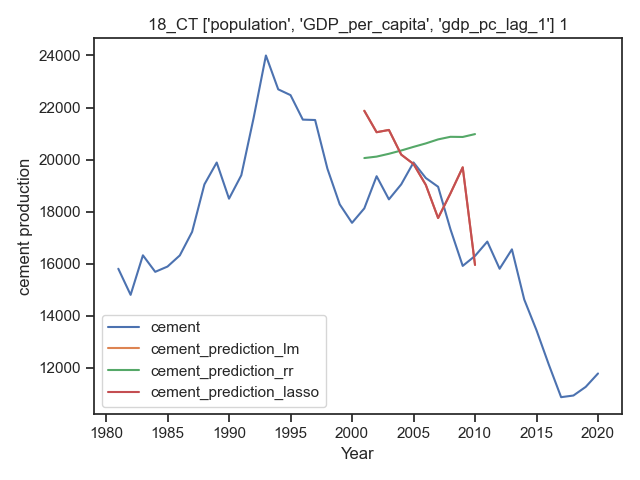 18_CT ['population', 'GDP_per_capita', 'gdp_pc_lag_1'] 1
24000
22000
20000
18000
16000
14000
12000
cement production
cement
cement_prediction_lm
cement_prediction_rr
cement_prediction_lasso
1980 1985 1990 1995 2000 2005 2010 2015 2020
Year